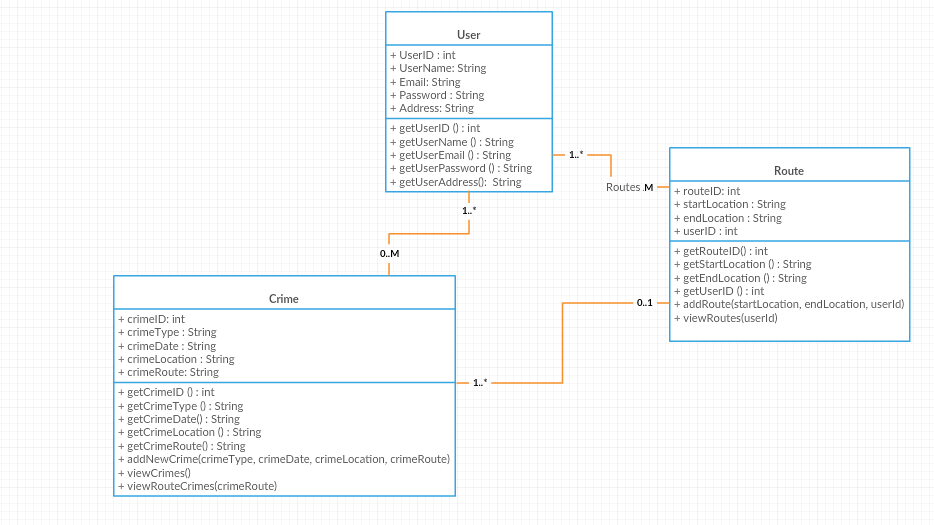 User
+ UserID : int
+ UserName: String
+ Email: String
+ Password : String
+ Address: String
+ getUserID () : int
+ getUserName () : String
+ getUserEmail () : String
+ getUserPassword () : String
+ getUserAddress():  String
1..*
Routes .M
1..*
0..M
Route
+ routeID: int
+ startLocation : String
+ endLocation : String
+ userID : int
+ getRouteID() : int
+ getStartLocation () : String
+ getEndLocation () : String
+ getUserID () : int
+ addRoute(startLocation, endLocation, userId)
+ viewRoutes(userId)
0..1
1..*
Crime
+ crimeID: int
+ crimeType : String
+ crimeDate : String
+ crimeLocation : String
+ crimeRoute: String
+ getCrimeID () : int
+ getCrimeType () : String
+ getCrimeDate() : String
+ getCrimeLocation () : String
+ getCrimeRoute() : String
+ addNewCrime(crimeType, crimeDate, crimeLocation, crimeRoute)
+ viewCrimes()
+ viewRouteCrimes(crimeRoute)